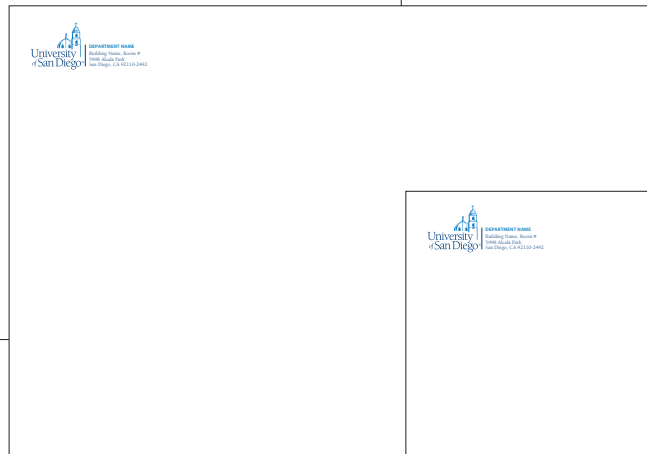 University
of San Diego®
DEPARTMENT NAME
Building Name, Room #
5998 Alcalá Park
San Diego, CA 92110-2492
University
of San Diego®
DEPARTMENT NAME
Building Name, Room #
5998 Alcalá Park
San Diego, CA 92110-2492